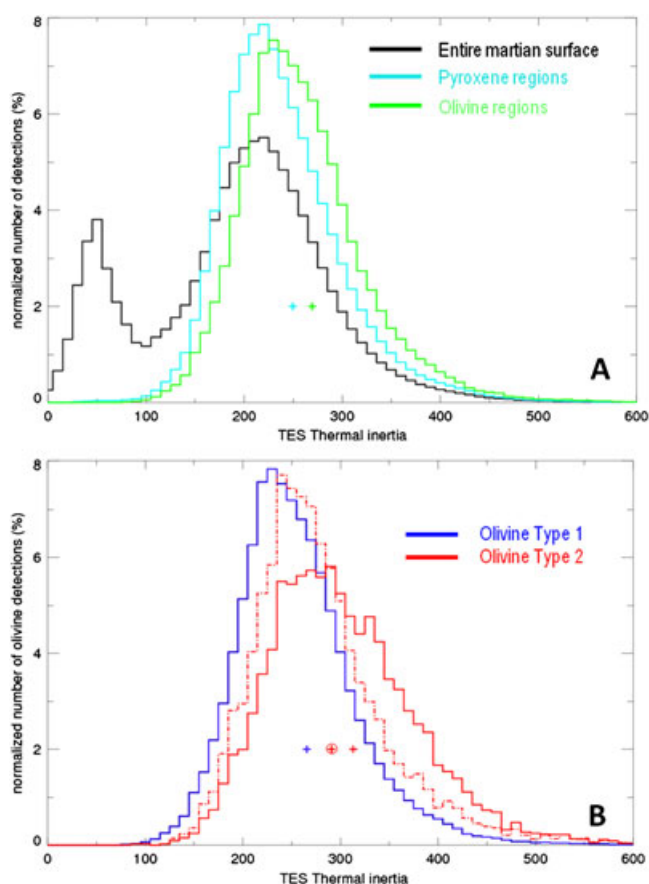 8
6
4
2
0
normalized number of detections (%)
Entire martian surface
Pyroxene regions
Olivine regions
A
0 100 200 300 400 500 600
TES Thermal inertia
8
6
4
2
0
normalized number of olivine detections (%)
Olivine Type 1
Olivine Type 2
B
0 100 200 300 400 500 600
TES Thermal inertia